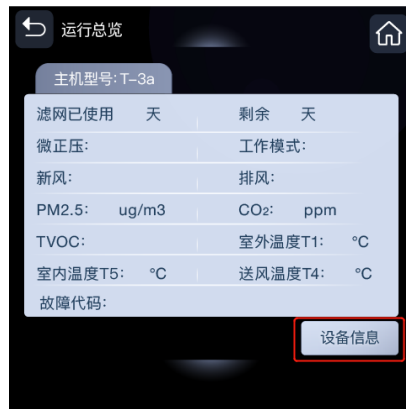 运行总览
主机型号:T-3a
滤网已使用 天 剩余 天
微正压: 工作模式:
新风: 排风:
PM2.5: ug/m3 CO₂: ppm
TVOC: 室外温度T1: °C
室内温度T5: °C 送风温度T4: °C
故障代码:
设备信息